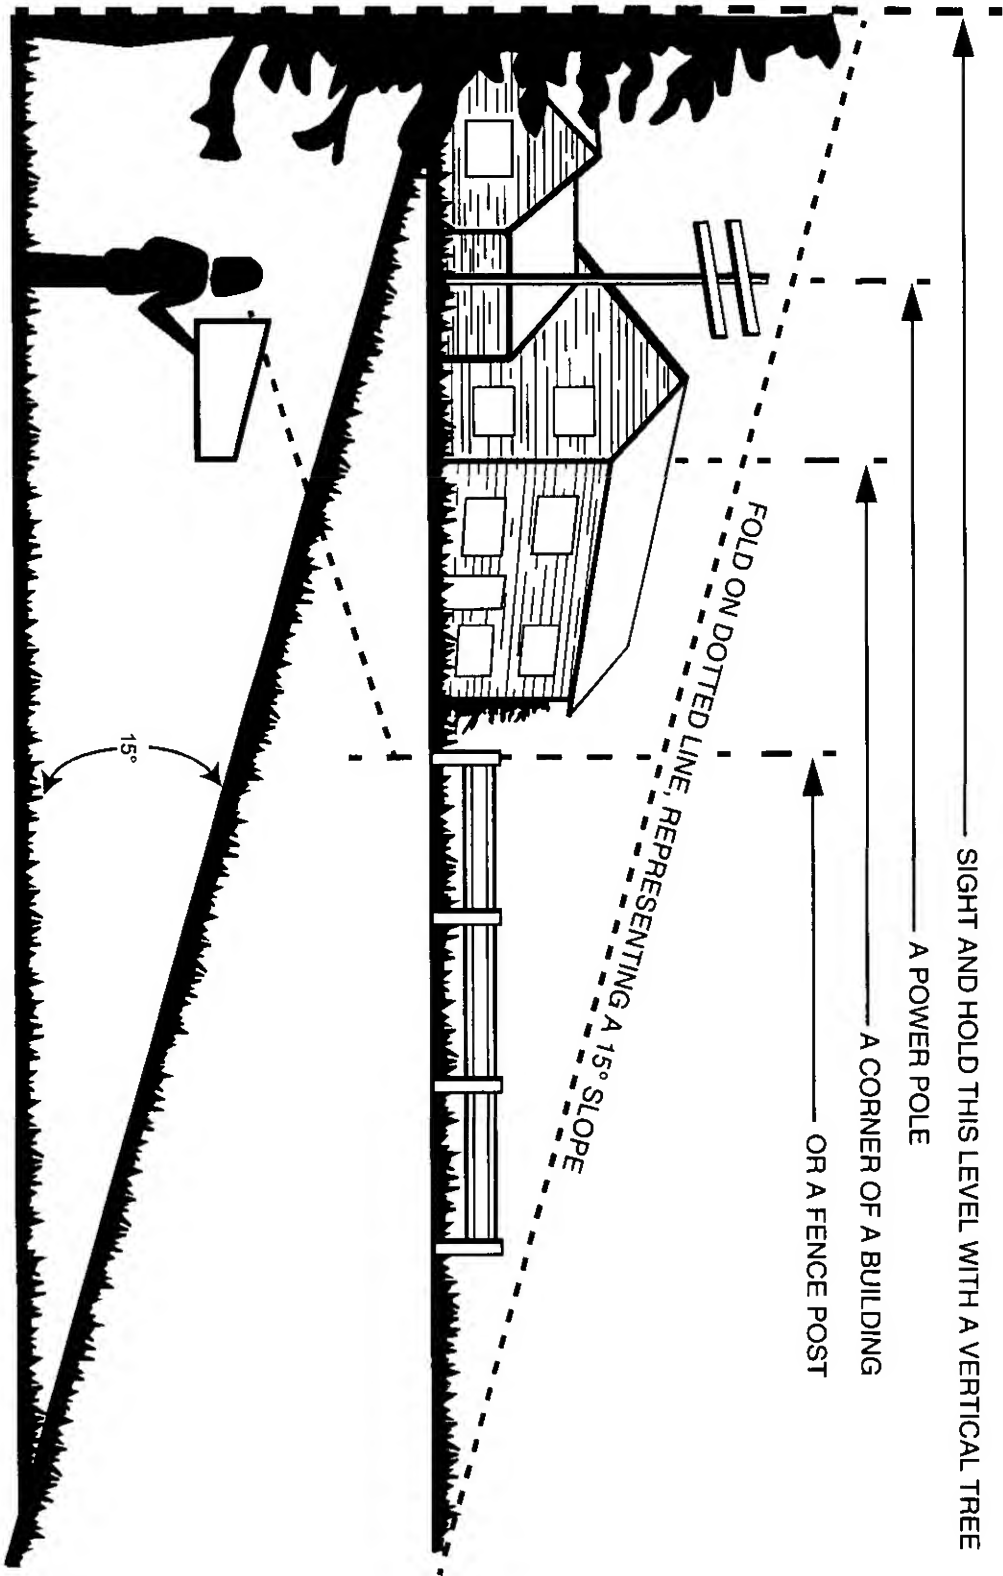 SIGHT AND HOLD THIS LEVEL WITH A VERTICAL TREE
A POWER POLE
A CORNER OF A BUILDING
OR A FENCE POST
FOLD ON DOTTED LINE, REPRESENTING A 15° SLOPE
15°